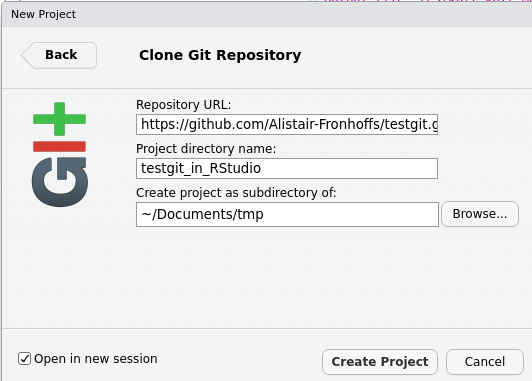 New Project
Back
Clone Git Repository
git
Repository URL:
https://github.com/Alistair-Fronhoffs/testgit.g
Project directory name:
testgit_in_RStudio
Create project as subdirectory of:
~/Documents/tmp
Browse...
Open in new session
Create Project
Cancel